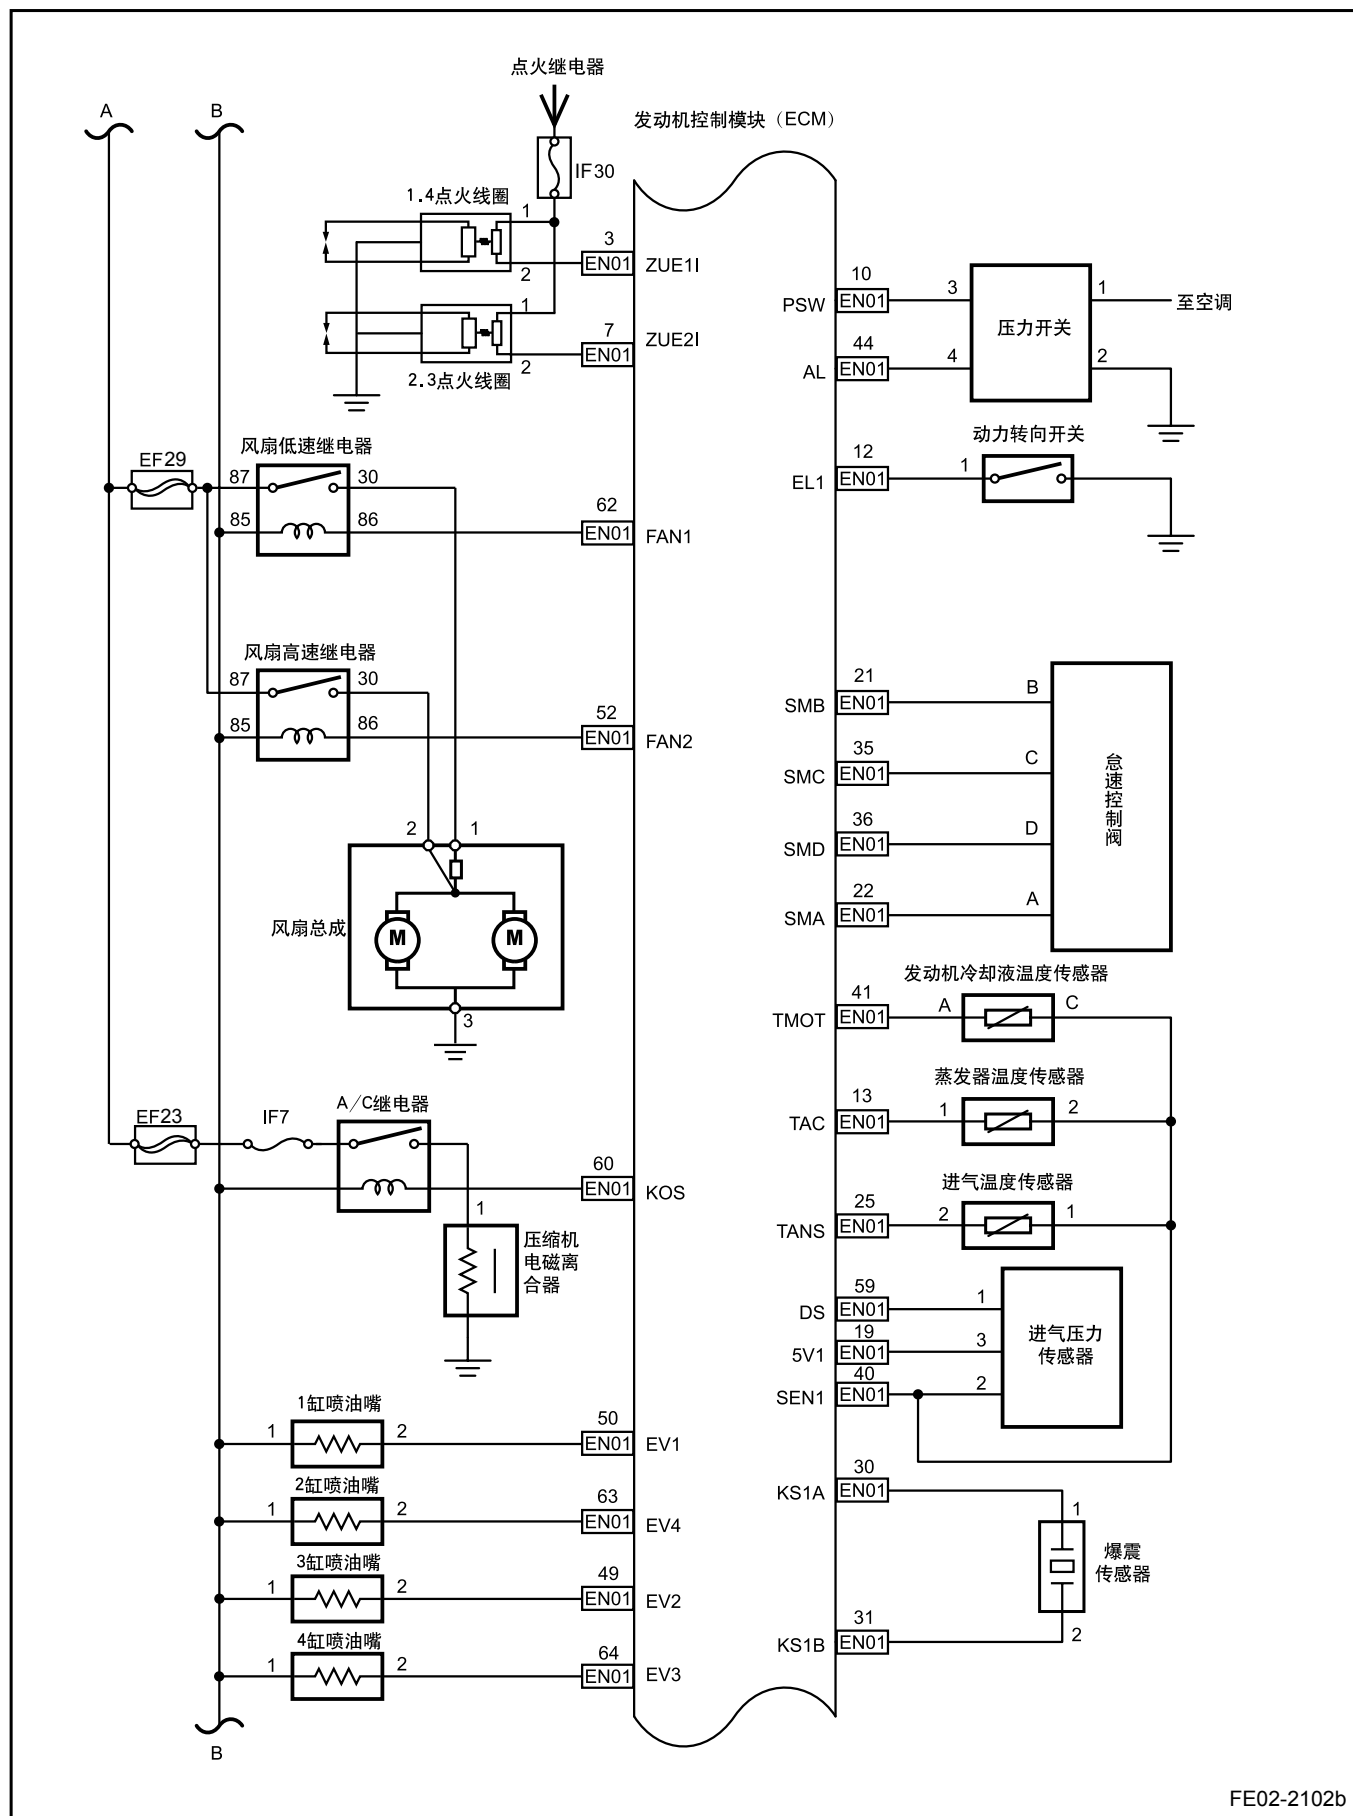 点火继电器
A
B
发动机控制模块（ECM）
IF30
1.4点火线圈
1
2
3
EN01
ZUE1I
1
2
7
EN01
ZUE2I
2.3点火线圈
10
PSW
EN01
3
压力开关
1
至空调
44
AL
EN01
4
2
动力转向开关
12
EL1
EN01
1
风扇低速继电器
EF29
87
30
85
86
62
EN01
FAN1
风扇高速继电器
87
30
85
86
52
EN01
FAN2
21
SMB
EN01
B
35
SMC
EN01
C
36
SMD
EN01
D
22
SMA
EN01
A
怠速控制阀
2
1
风扇总成
M
M
3
发动机冷却液温度传感器
41
TMOT
EN01
A
C
蒸发器温度传感器
13
TAC
EN01
1
2
进气温度传感器
25
TANS
EN01
2
1
EF23
IF7
A/C继电器
60
EN01
KOS
1
压缩机
电磁离
合器
59
DS
EN01
1
19
5V1
EN01
3
40
SEN1
EN01
2
进气压力
传感器
1缸喷油嘴
1
2
50
EN01
EV1
2缸喷油嘴
1
2
63
EN01
EV4
3缸喷油嘴
1
2
49
EN01
EV2
4缸喷油嘴
1
2
64
EN01
EV3
30
KS1A
EN01
1
爆震
传感器
31
KS1B
EN01
2
B
FE02-2102b